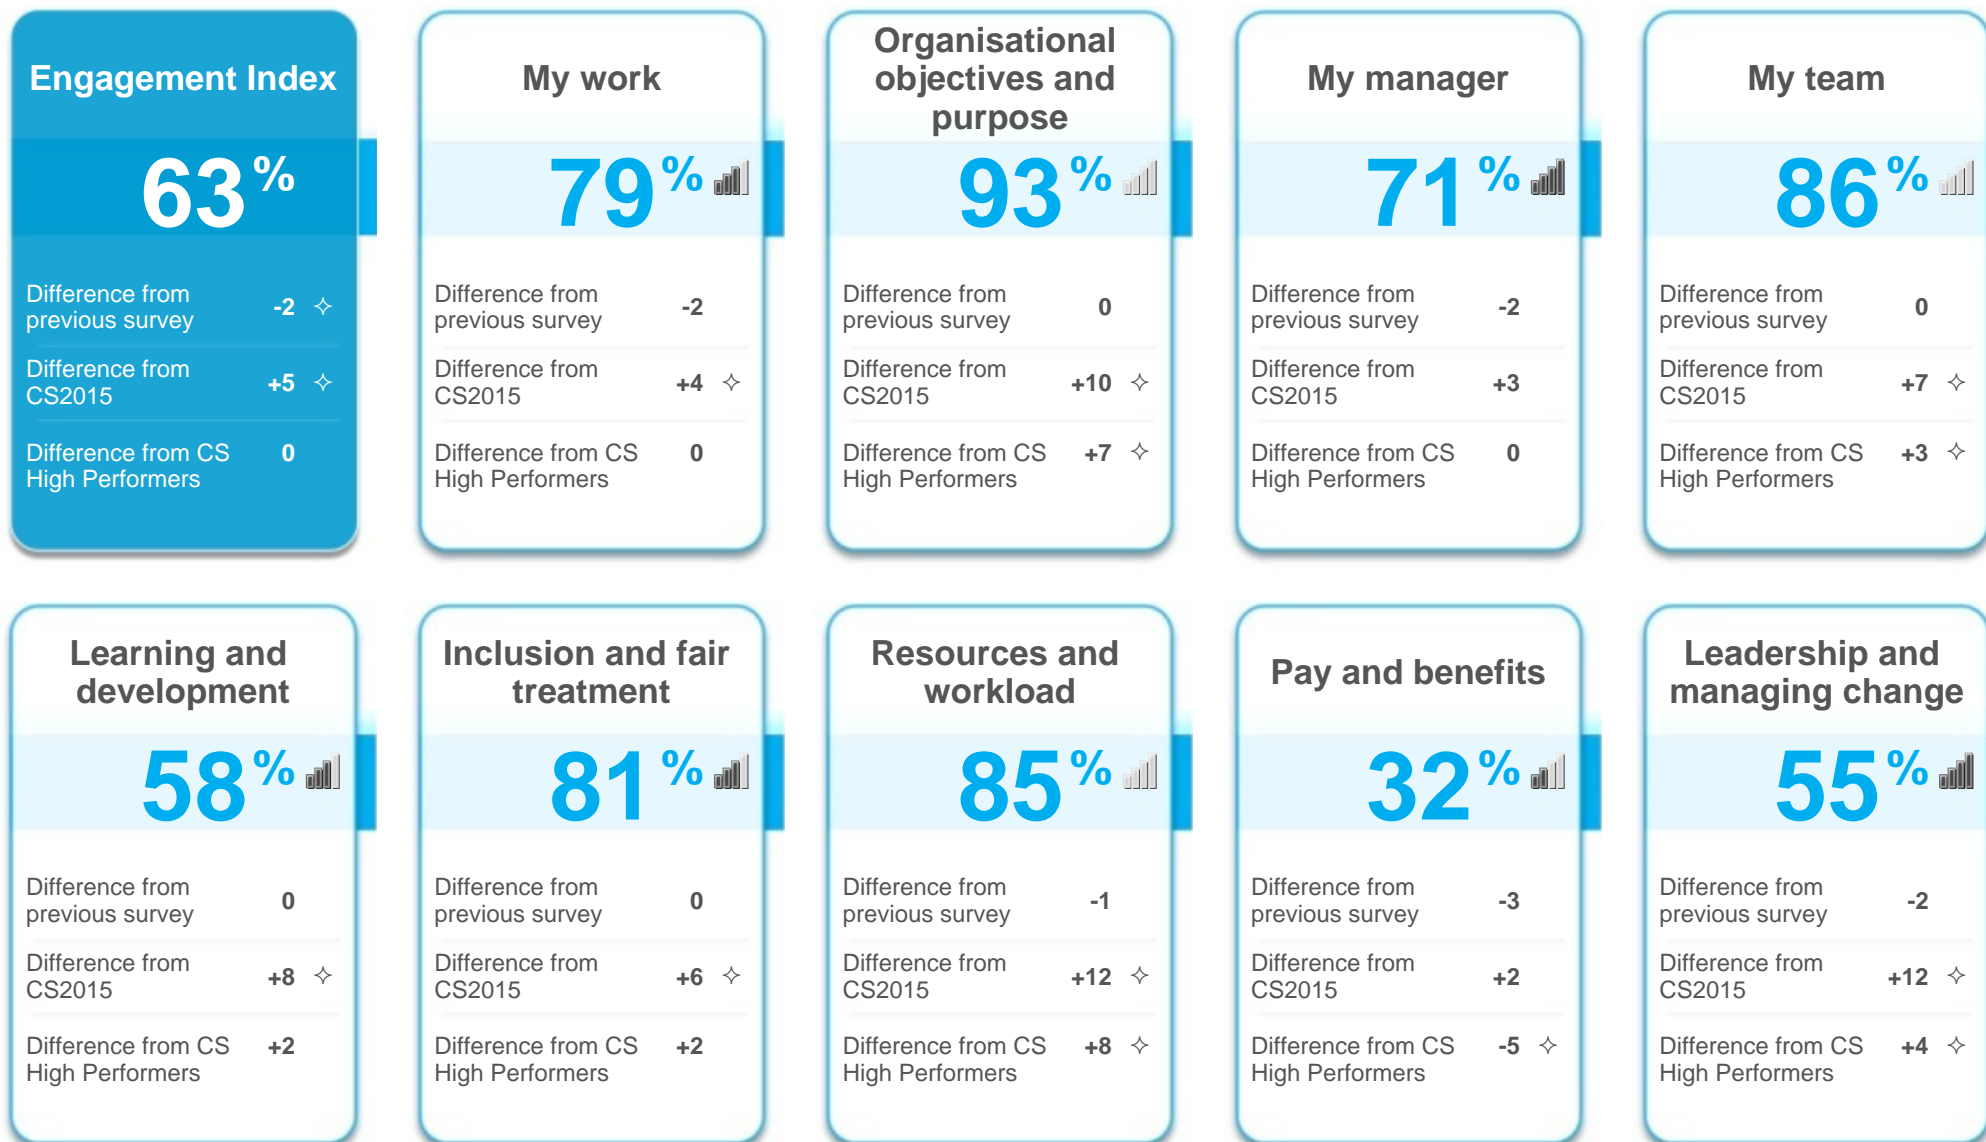 Engagement Index
63%
Difference from
previous survey -2 ✧
Difference from
CS2015 +5 ✧
Difference from CS
High Performers 0
My work
79%
Difference from
previous survey -2
Difference from
CS2015 +4 ✧
Difference from CS
High Performers 0
Organisational
objectives and
purpose
93%
Difference from
previous survey 0
Difference from
CS2015 +10 ✧
Difference from CS
High Performers +7 ✧
My manager
71%
Difference from
previous survey -2
Difference from
CS2015 +3
Difference from CS
High Performers 0
My team
86%
Difference from
previous survey 0
Difference from
CS2015 +7 ✧
Difference from CS
High Performers +3 ✧
Learning and
development
58%
Difference from
previous survey 0
Difference from
CS2015 +8 ✧
Difference from CS
High Performers +2
Inclusion and fair
treatment
81%
Difference from
previous survey 0
Difference from
CS2015 +6 ✧
Difference from CS
High Performers +2
Resources and
workload
85%
Difference from
previous survey -1
Difference from
CS2015 +12 ✧
Difference from CS
High Performers +8 ✧
Pay and benefits
32%
Difference from
previous survey -3
Difference from
CS2015 +2
Difference from CS
High Performers -5 ✧
Leadership and
managing change
55%
Difference from
previous survey -2
Difference from
CS2015 +12 ✧
Difference from CS
High Performers +4 ✧